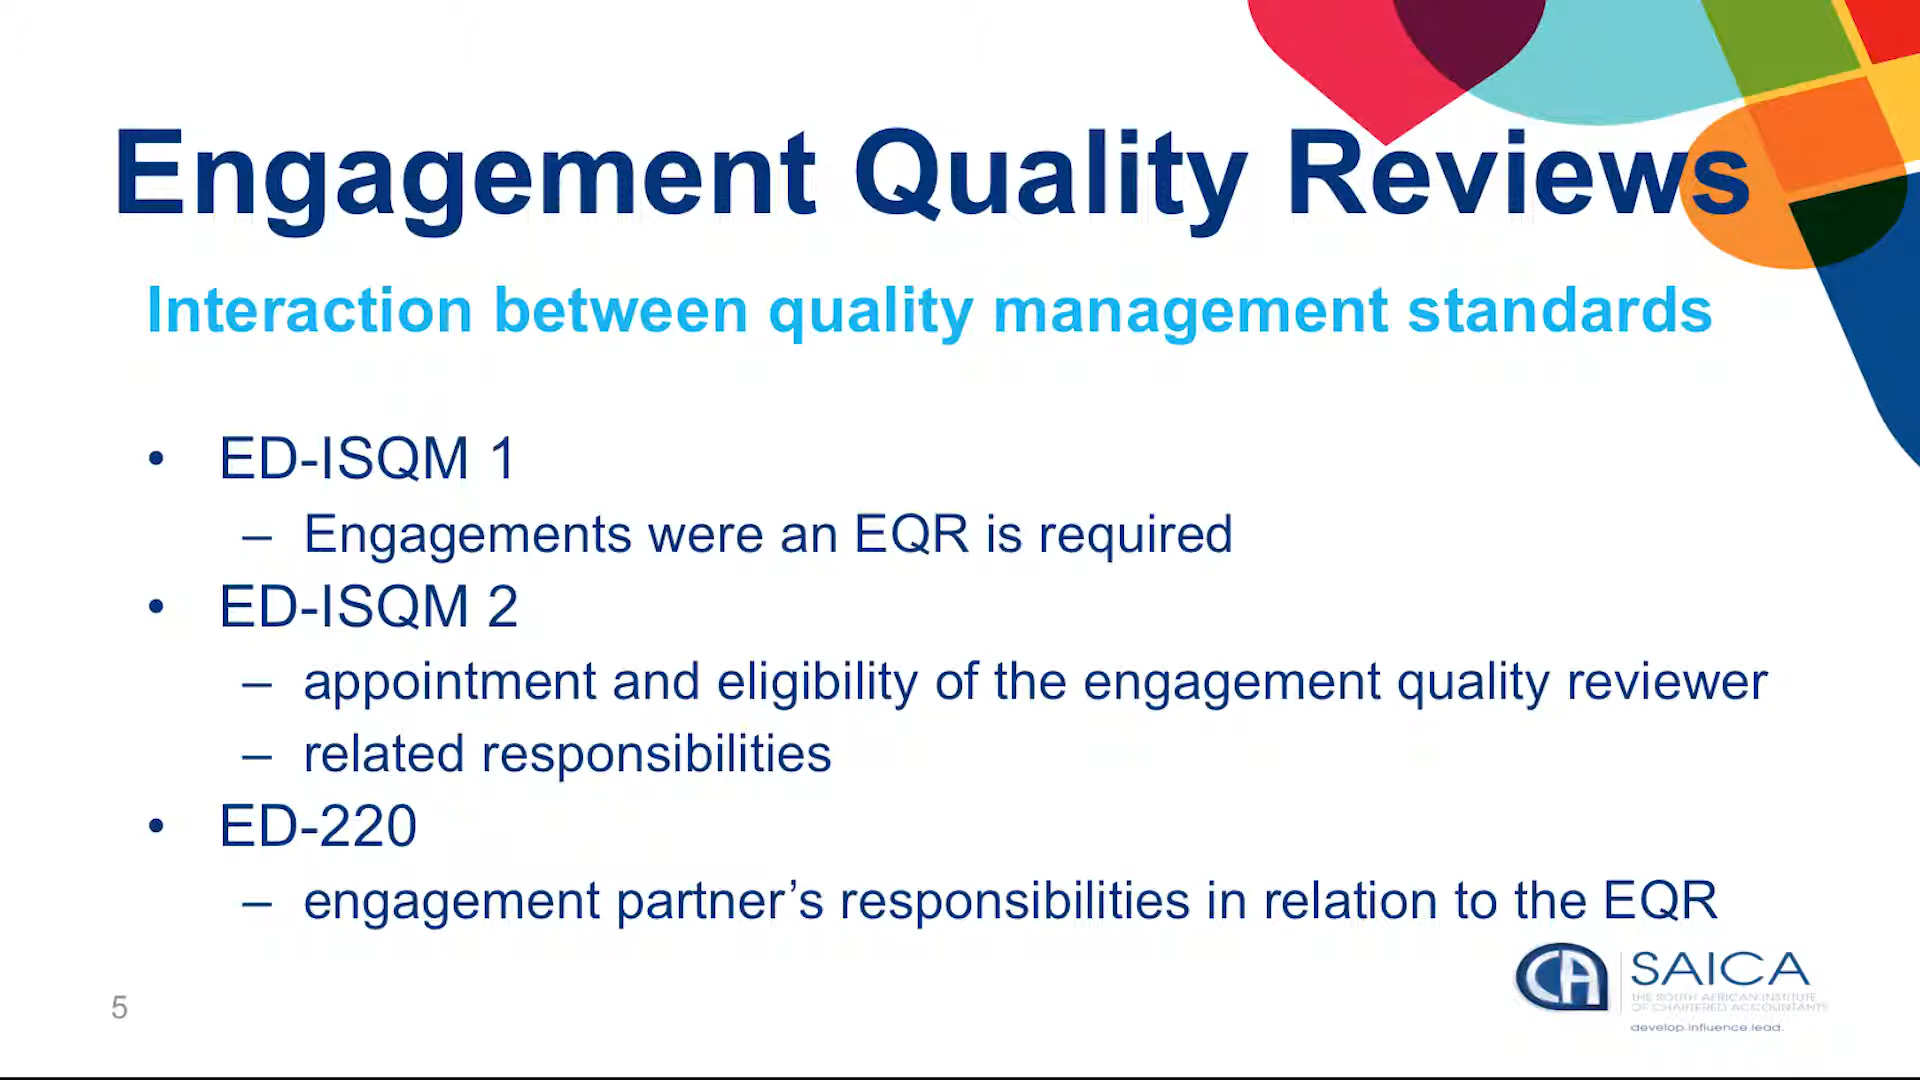 Engagement Quality Reviews
Interaction between quality management standards
• ED-ISQM 1
– Engagements were an EQR is required
• ED-ISQM 2
– appointment and eligibility of the engagement quality reviewer
– related responsibilities
• ED-220
– engagement partner’s responsibilities in relation to the EQR
CA
SAICA
THE SOUTH AFRICAN INSTITUTE
OF CHARTERED ACCOUNTANTS
develop.influence.lead.
5